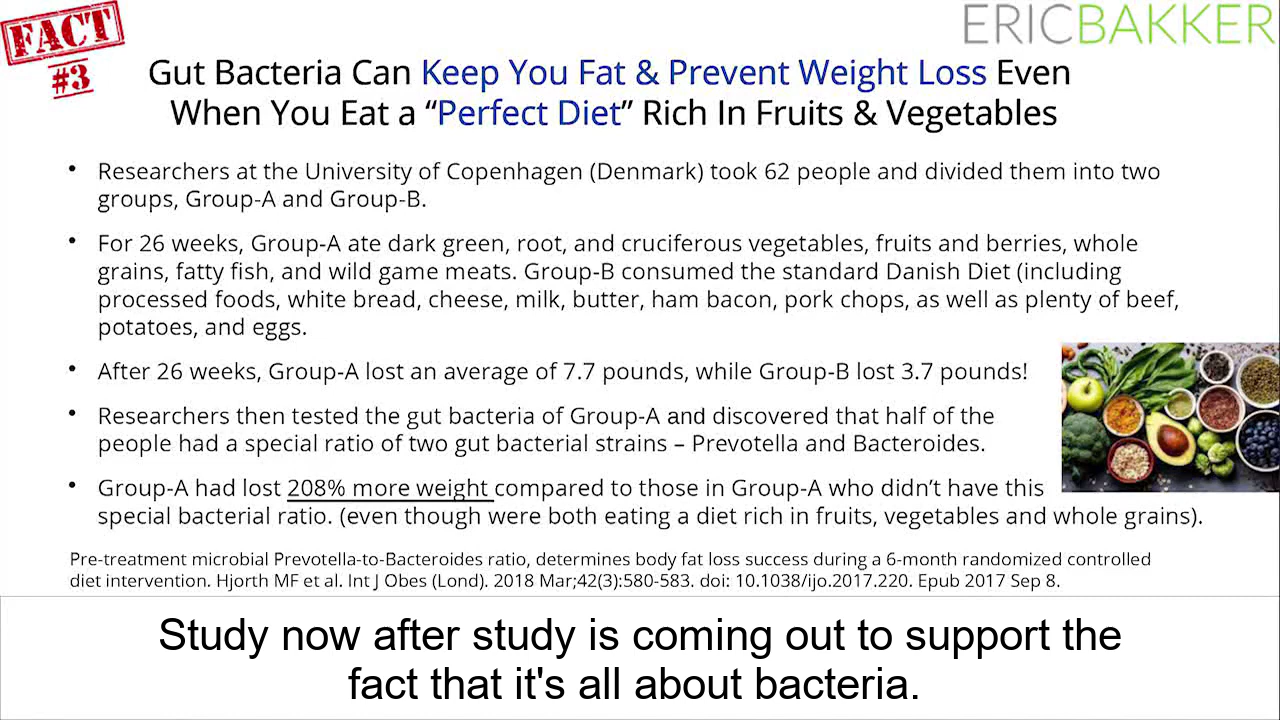 FACT
#3
ERICBAKKER
Gut Bacteria Can Keep You Fat & Prevent Weight Loss Even
When You Eat a “Perfect Diet” Rich In Fruits & Vegetables
• Researchers at the University of Copenhagen (Denmark) took 62 people and divided them into two
groups, Group-A and Group-B.
• For 26 weeks, Group-A ate dark green, root, and cruciferous vegetables, fruits and berries, whole
grains, fatty fish, and wild game meats. Group-B consumed the standard Danish Diet (including
processed foods, white bread, cheese, milk, butter, ham bacon, pork chops, as well as plenty of beef,
potatoes, and eggs.
• After 26 weeks, Group-A lost an average of 7.7 pounds, while Group-B lost 3.7 pounds!
• Researchers then tested the gut bacteria of Group-A and discovered that half of the
people had a special ratio of two gut bacterial strains – Prevotella and Bacteroides.
• Group-A had lost 208% more weight compared to those in Group-A who didn’t have this
special bacterial ratio. (even though were both eating a diet rich in fruits, vegetables and whole grains).
Pre-treatment microbial Prevotella-to-Bacteroides ratio, determines body fat loss success during a 6-month randomized controlled
diet intervention. Hjorth MF et al. Int J Obes (Lond). 2018 Mar;42(3):580-583. doi: 10.1038/ijo.2017.220. Epub 2017 Sep 8.
Study now after study is coming out to support the
fact that it's all about bacteria.